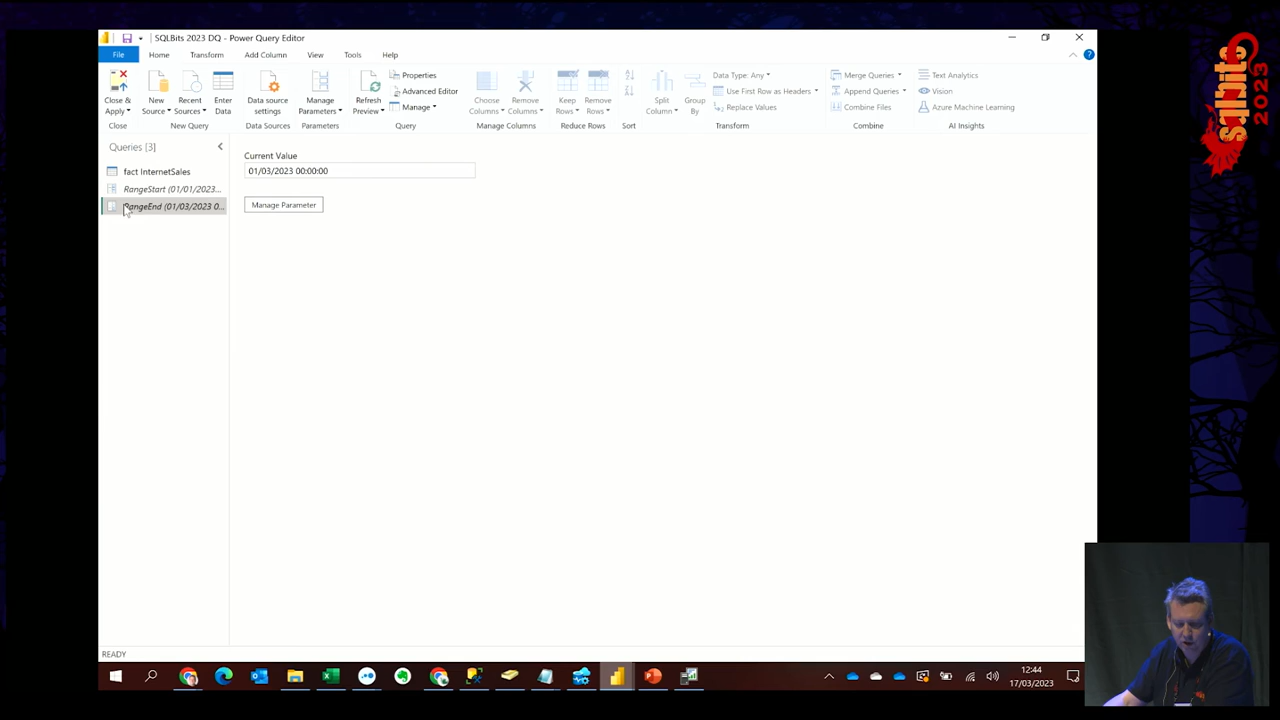 SQLBits 2023 DQ - Power Query Editor
File Home Transform Add Column View Tools Help
Close & Apply
New Source
Recent Sources
Enter Data
Data source settings
Manage Parameters
Refresh Preview
Properties
Advanced Editor
Manage
Choose Columns
Remove Columns
Keep Rows
Remove Rows
Split Column
Group By
Data Type: Any
Use First Row as Headers
Replace Values
Merge Queries
Append Queries
Combine Files
Text Analytics
Vision
Azure Machine Learning
Close New Query Data Sources Parameters Query Manage Columns Reduce Rows Sort Transform Combine AI Insights
Queries [3]
fact InternetSales
RangeStart (01/01/2023...
RangeEnd (01/03/2023 0...
Current Value
01/03/2023 00:00:00
Manage Parameter
READY
12:44
17/03/2023
sqlbits
2023